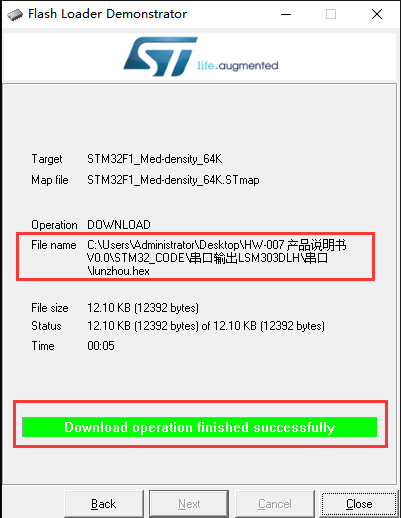 Flash Loader Demonstrator
ST
life.augmented
Target STM32F1_Med-density_64K
Map file STM32F1_Med-density_64K.STmap
Operation DOWNLOAD
File name C:\Users\Administrator\Desktop\HW-007 产品说明书
V0.0\STM32_CODE\串口输出LSM303DLH\串口
\lunzhou.hex
File size 12.10 KB (12392 bytes)
Status 12.10 KB (12392 bytes) of 12.10 KB (12392 bytes)
Time 00:05
Download operation finished successfully
Back Next Cancel Close